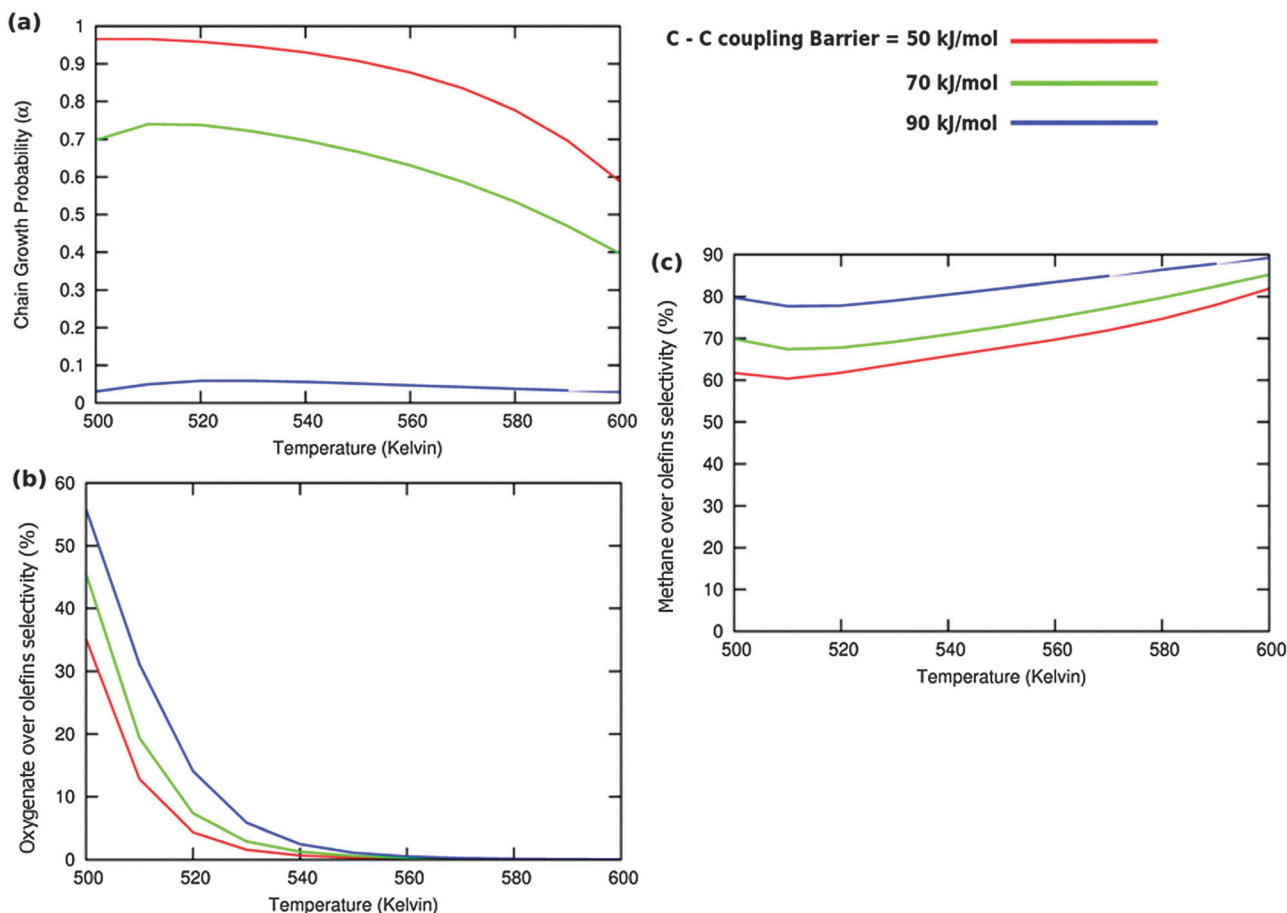 (a)
1
0.9
0.8
0.7
0.6
0.5
0.4
0.3
0.2
0.1
0
Chain Growth Probability (α)
500 520 540 560 580 600
Temperature (Kelvin)
C - C coupling Barrier = 50 kJ/mol
70 kJ/mol
90 kJ/mol
(b)
60
50
40
30
20
10
0
Oxygenate over olefins selectivity (%)
500 520 540 560 580 600
Temperature (Kelvin)
(c)
90
80
70
60
50
40
30
20
10
0
Methane over olefins selectivity (%)
500 520 540 560 580 600
Temperature (Kelvin)